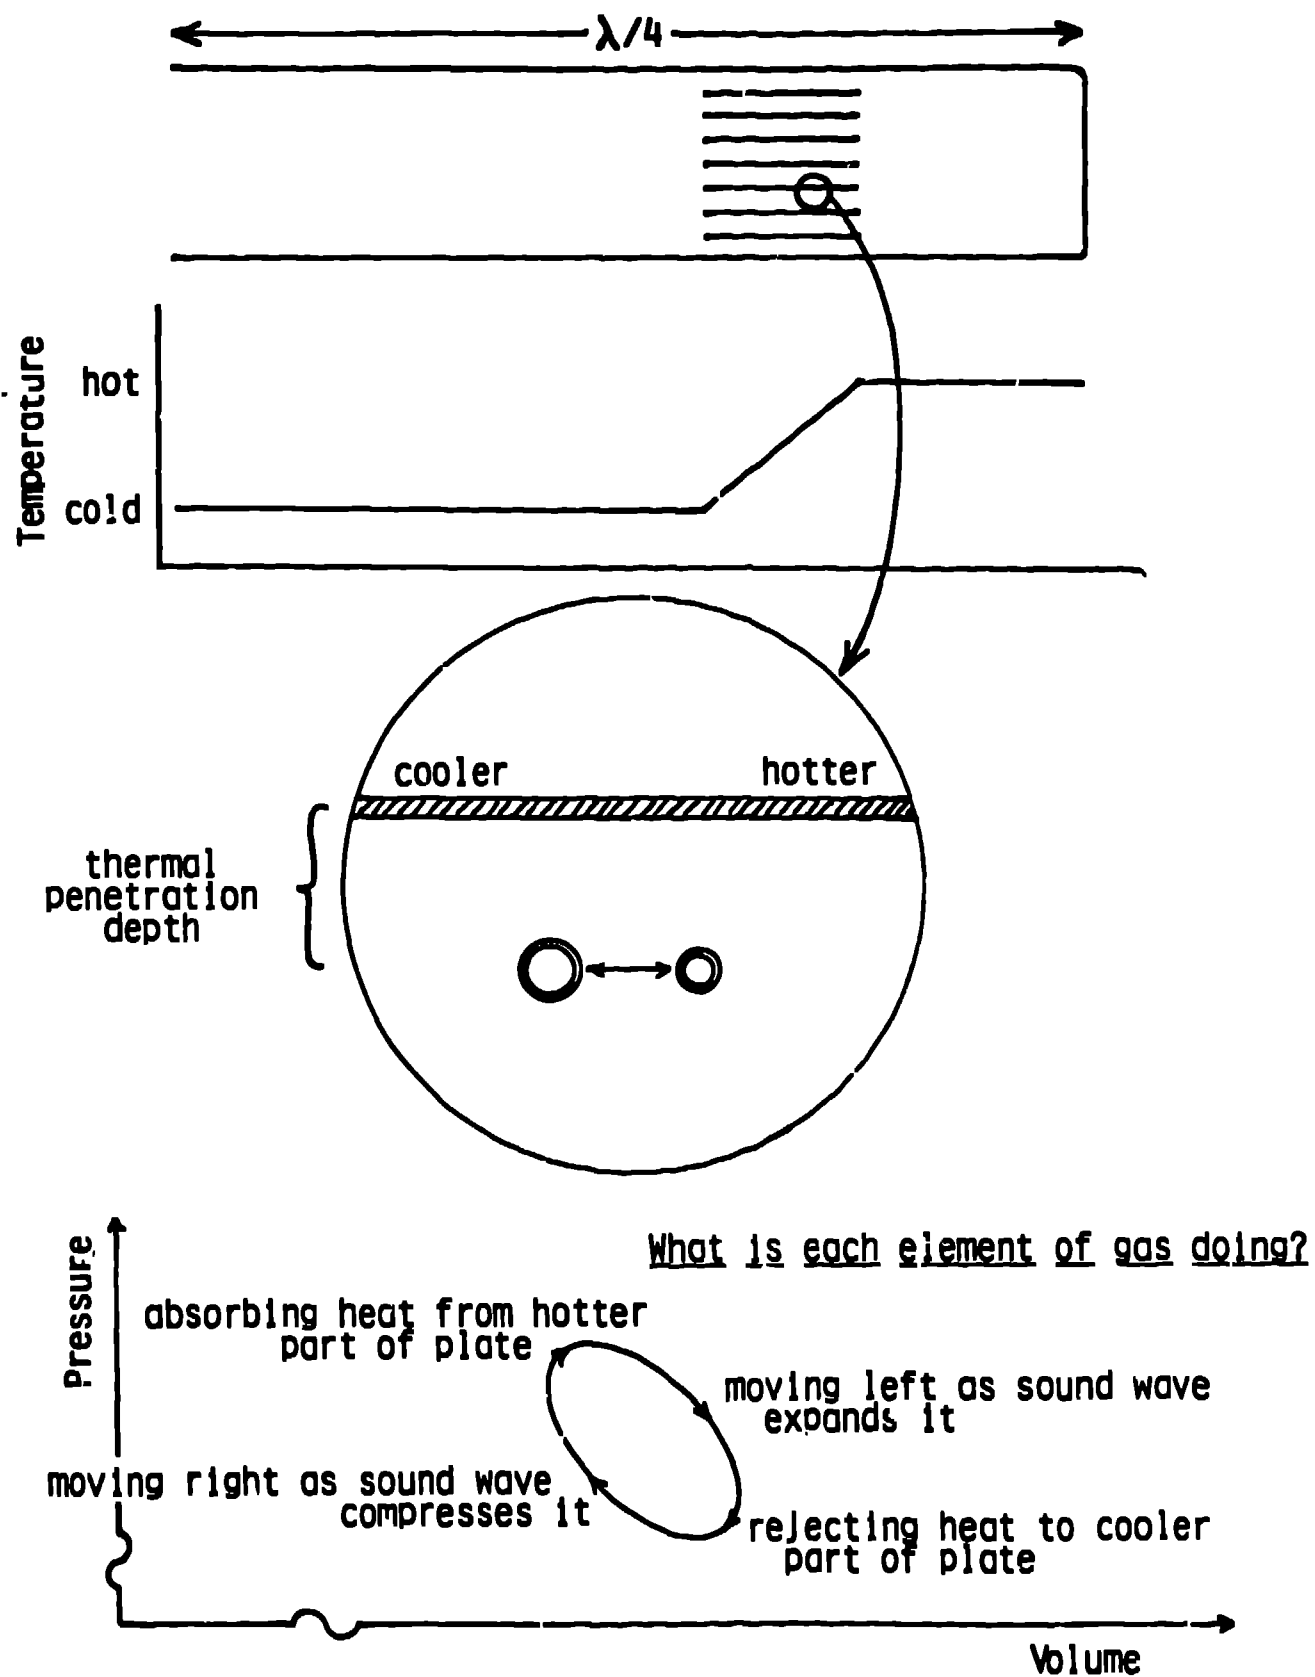 λ/4
Temperature
hot
cold
cooler
hotter
thermal
penetration
depth
What is each element of gas doing?
Pressure
absorbing heat from hotter
part of plate
moving left as sound wave
expands it
moving right as sound wave
compresses it
rejecting heat to cooler
part of plate
Volume